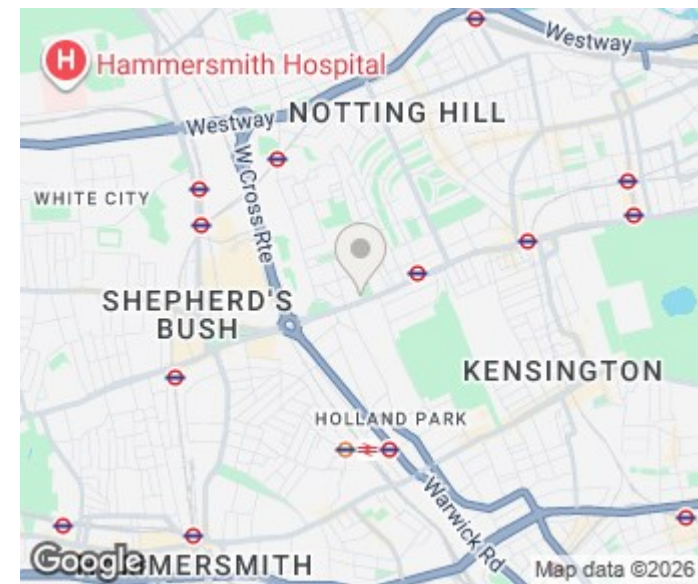 Westway
H
Hammersmith Hospital
Westway
NOTTING HILL
W Cross Rte
WHITE CITY
SHEPHERD'S
BUSH
KENSINGTON
HOLLAND PARK
Warwick Rd
Google
MMERSMITH
Map data ©2026